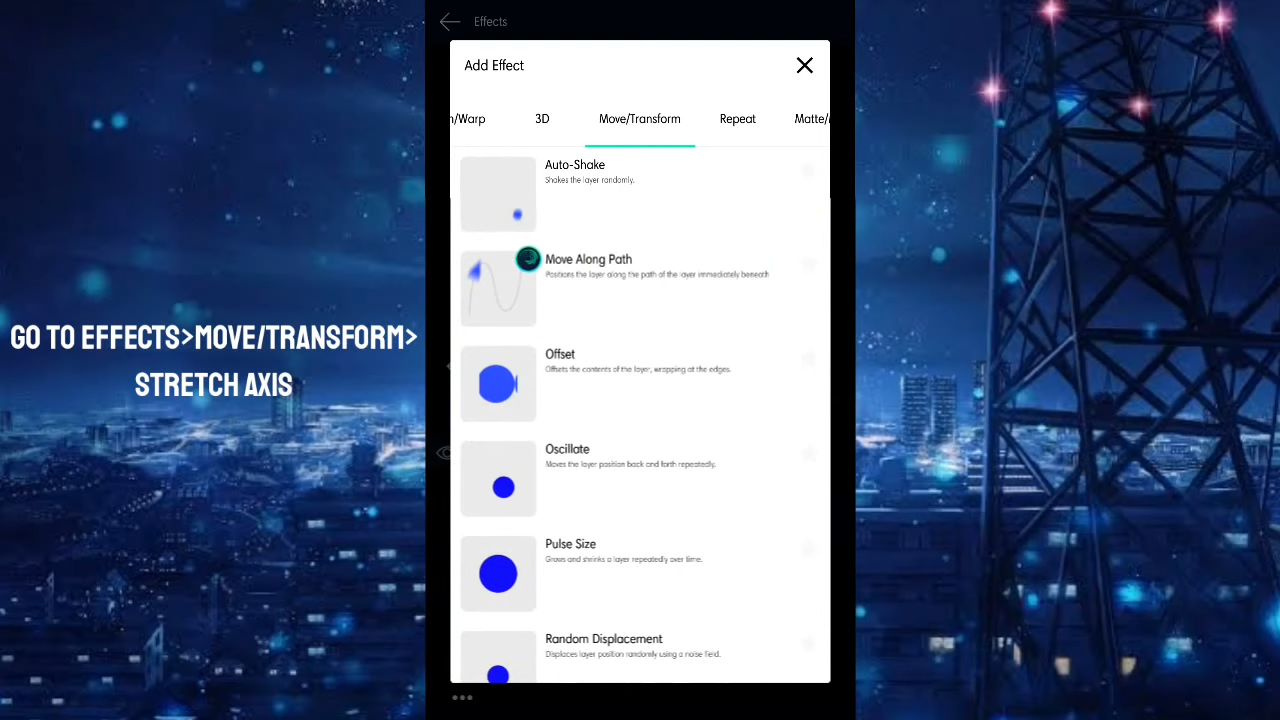 Effects
Add Effect
n/Warp
3D
Move/Transform
Repeat
Matte/
Auto-Shake
Shakes the layer randomly.
Move Along Path
Positions the layer along the path of the layer immediately beneath
GO TO EFFECTS>MOVE/TRANSFORM>
STRETCH AXIS
Offset
Offsets the contents of the layer, wrapping at the edges.
Oscillate
Moves the layer position back and forth repeatedly.
Pulse Size
Grows and shrinks a layer repeatedly over time.
Random Displacement
Displaces layer position randomly using a noise field.